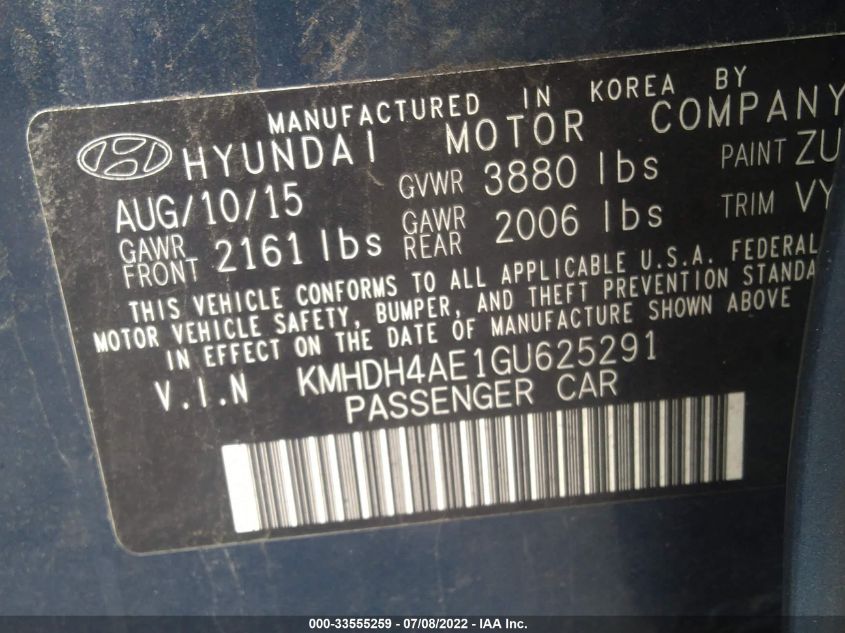 MANUFACTURED IN KOREA BY
HYUNDAI MOTOR COMPANY
AUG/10/15 GVWR 3880 lbs PAINT ZU
GAWR FRONT 2161 lbs GAWR REAR 2006 lbs TRIM VY
THIS VEHICLE CONFORMS TO ALL APPLICABLE U.S.A. FEDERAL
MOTOR VEHICLE SAFETY, BUMPER, AND THEFT PREVENTION STANDA
IN EFFECT ON THE DATE OF MANUFACTURE SHOWN ABOVE
V.I.N KMHDH4AE1GU625291
PASSENGER CAR
000-33555259 - 07/08/2022 - IAA Inc.